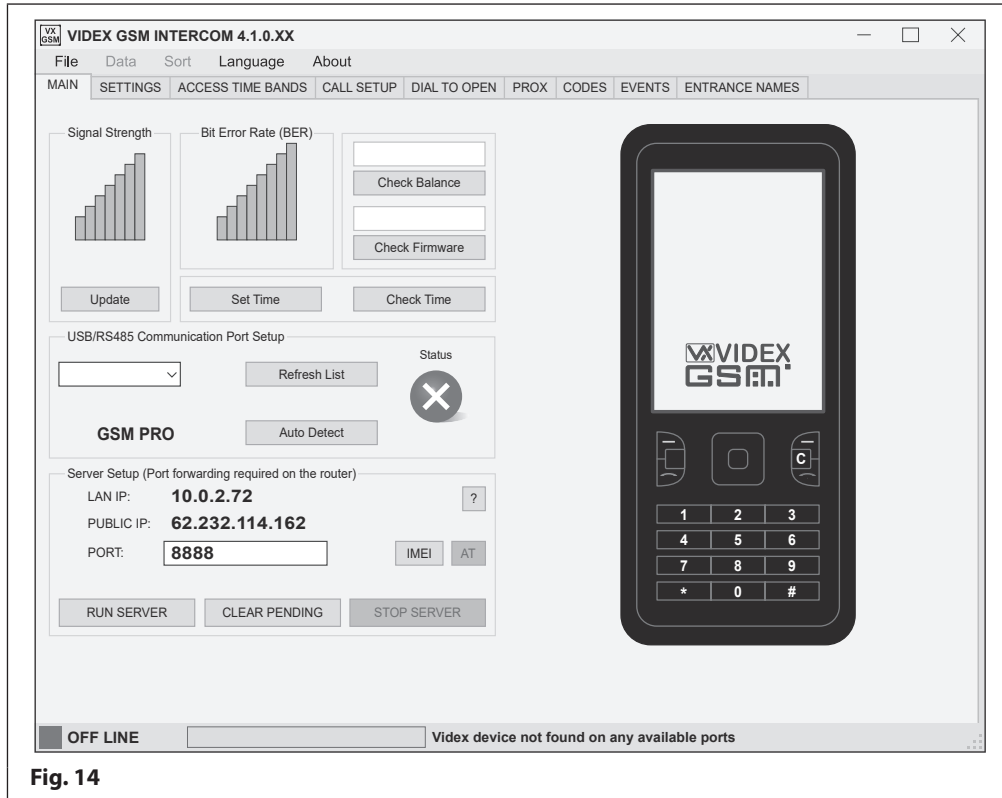 VX GSM VIDEX GSM INTERCOM 4.1.0.XX
File Data Sort Language About
MAIN SETTINGS ACCESS TIME BANDS CALL SETUP DIAL TO OPEN PROX CODES EVENTS ENTRANCE NAMES
Signal Strength Bit Error Rate (BER)
Check Balance
Check Firmware
Update Set Time Check Time
USB/RS485 Communication Port Setup
Status
Refresh List
GSM PRO Auto Detect
Server Setup (Port forwarding required on the router)
LAN IP: 10.0.2.72 ?
PUBLIC IP: 62.232.114.162
PORT: 8888 IMEI AT
RUN SERVER CLEAR PENDING STOP SERVER
VX VIDEX
GSM
C
1 2 3
4 5 6
7 8 9
* 0 #
OFF LINE Videx device not found on any available ports
Fig. 14